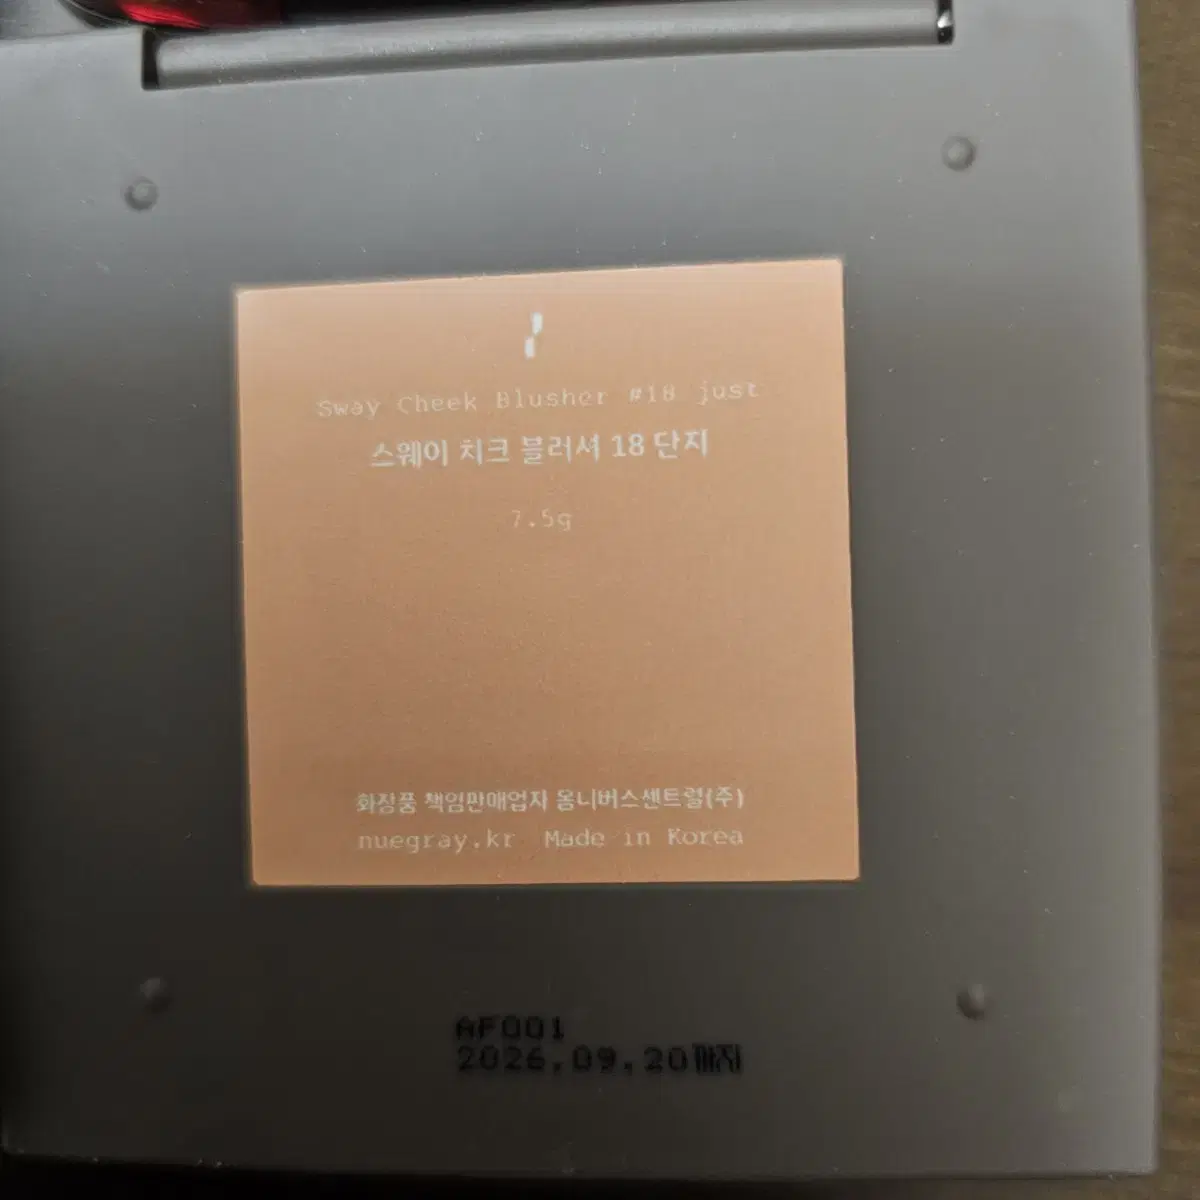 Sway Cheek Blusher #18 just
스웨이 치크 블러셔 18 단지
7.5g
화장품 책임판매업자 옴니버스센트럴(주)
nuegray.kr Made in Korea
AF001
2026.09.20까지